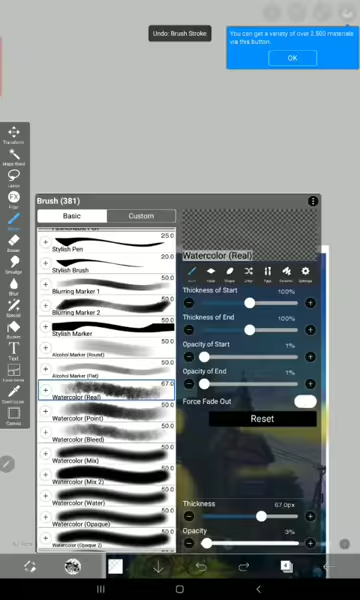 Undo: Brush Stroke
You can get a variety of over 2,500 materials
via this button.
OK
Transform
Magic Wand
Lasso
Filter
Brush
Eraser
Smudge
Blur
Special
Bucket
Text
Canvas
Brush (381)
Basic
Custom
25.0
Stylish Pen
20.0
Stylish Brush
50.0
Blurring Marker 1
50.0
Blurring Marker 2
50.0
Stylish Marker
50.0
Alcohol Marker (Round)
50.0
Alcohol Marker (Flat)
67.0
Watercolor (Real)
50.0
Watercolor (Point)
50.0
Watercolor (Bleed)
50.0
Watercolor (Mix)
50.0
Watercolor (Mix 2)
50.0
Watercolor (Water)
50.0
Watercolor (Opaque)
50.0
Watercolor (Opaque 2)
Watercolor (Real)
Settings
Thickness of Start
100%
Thickness of End
100%
Opacity of Start
1%
Opacity of End
1%
Force Fade Out
Reset
Thickness
67.0px
Opacity
3%
4